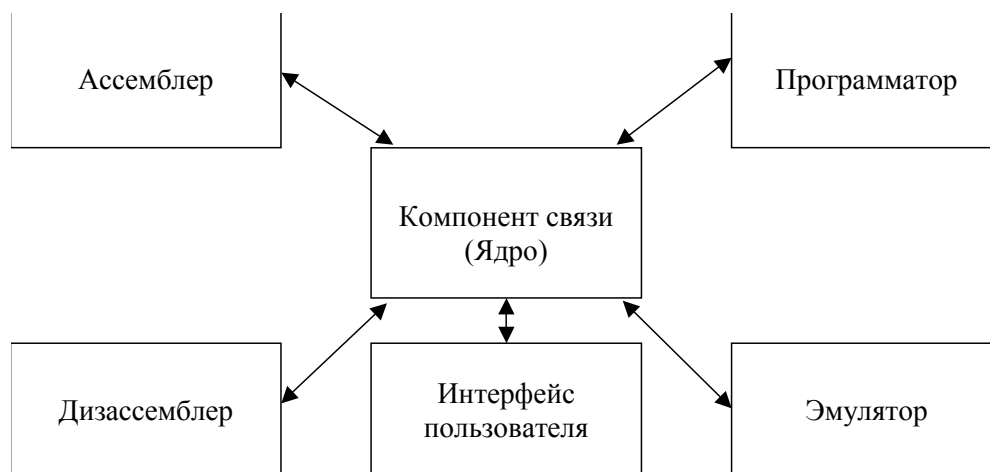 Ассемблер
Программатор
Компонент связи
(Ядро)
Дизассемблер
Интерфейс
пользователя
Эмулятор